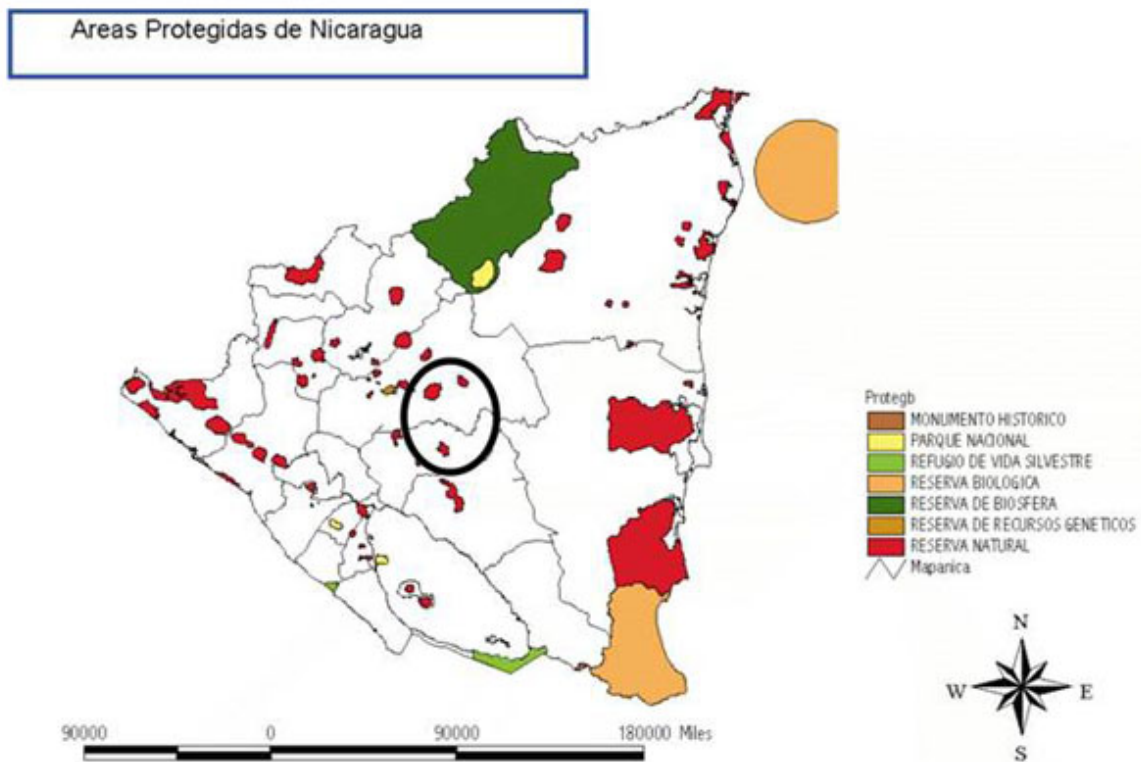 Areas Protegidas de Nicaragua
Protegb
MONUMENTO HISTORICO
PARQUE NACIONAL
REFUGIO DE VIDA SILVESTRE
RESERVA BIOLOGICA
RESERVA DE BIOSFERA
RESERVA DE RECURSOS GENETICOS
RESERVA NATURAL
Mapanica
N
W E
S
90000 0 90000 180000 Miles